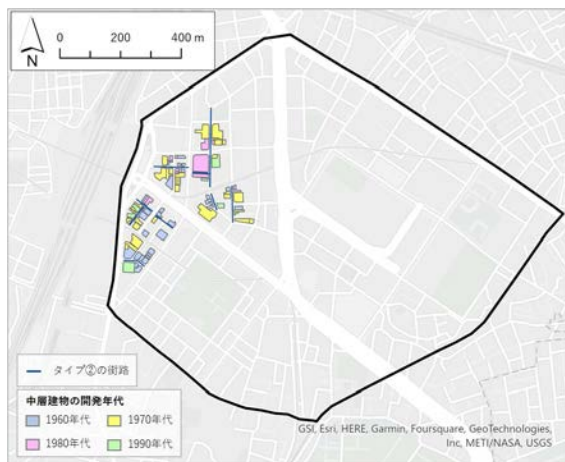 0 200 400 m
N
タイプ②の街路
中層建物の開発年代
1960年代 1970年代
1980年代 1990年代
GSI, Esri, HERE, Garmin, Foursquare, GeoTechnologies,
Inc, METI/NASA, USGS